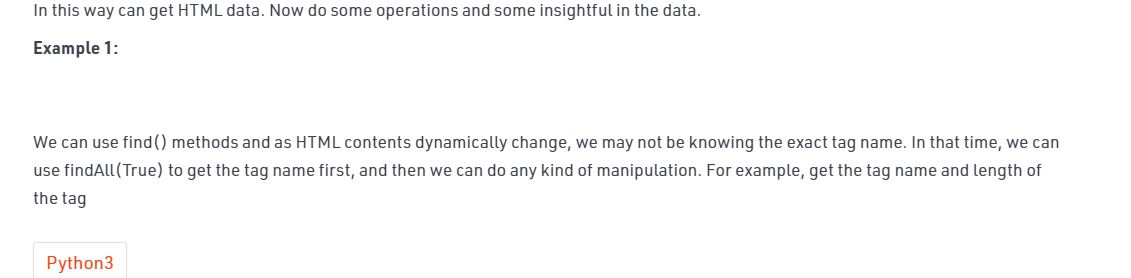 In this way can get HTML data. Now do some operations and some insightful in the data.
Example 1:
We can use find() methods and as HTML contents dynamically change, we may not be knowing the exact tag name. In that time, we can
use findAll(True) to get the tag name first, and then we can do any kind of manipulation. For example, get the tag name and length of
the tag
Python3